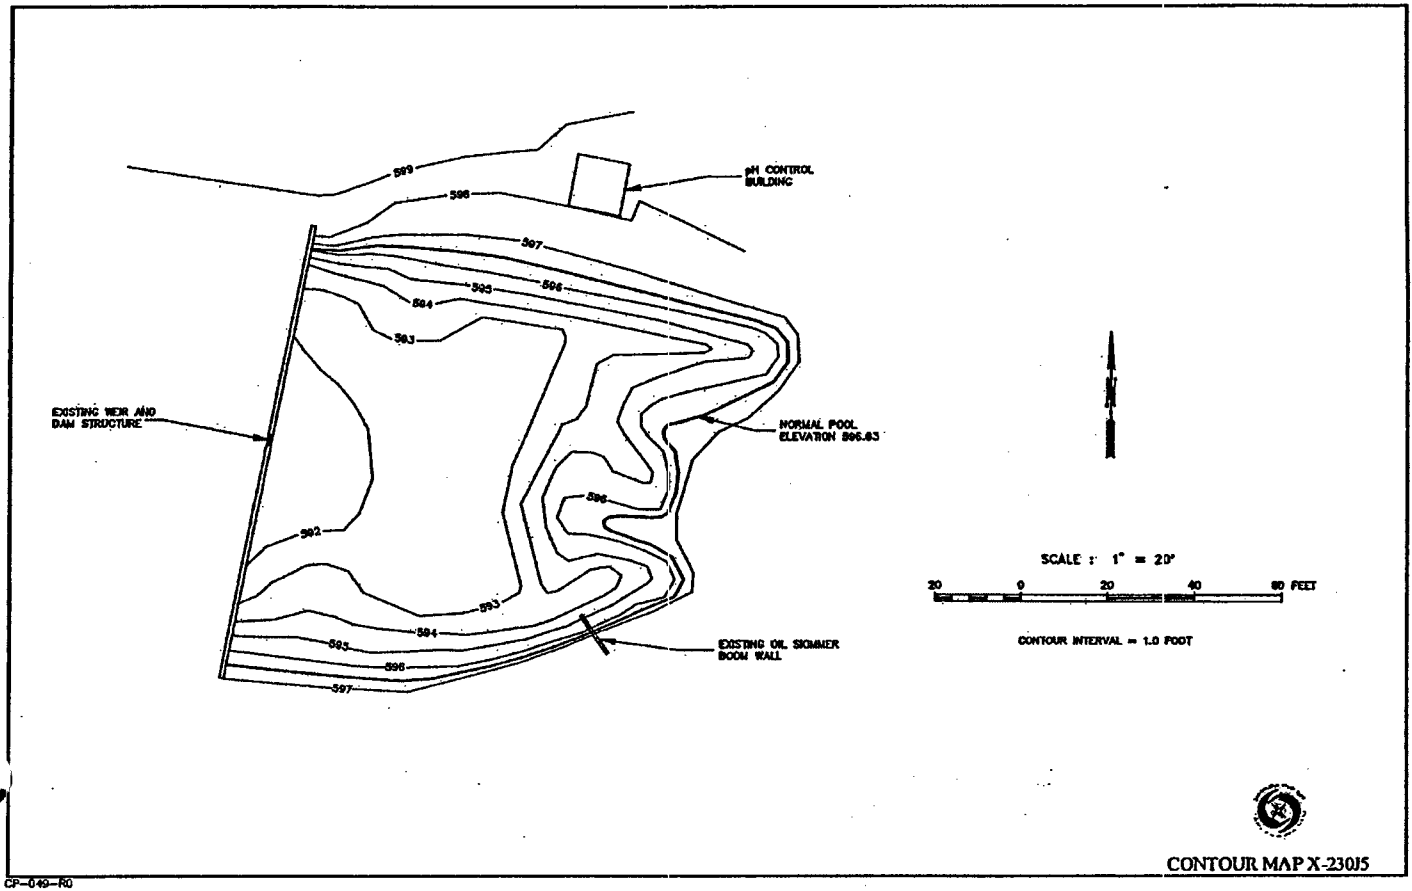 599
598
pH CONTROL
BUILDING
597
596
595
594
593
EXISTING WEIR AND
DAM STRUCTURE
NORMAL POOL
ELEVATION 596.63
596
592
SCALE : 1" = 20'
20 0 20 40 80 FEET
CONTOUR INTERVAL = 1.0 FOOT
593
594
595
596
597
EXISTING OIL SKIMMER
BOOM WALL
CONTOUR MAP X-230J5
CP-049-R0